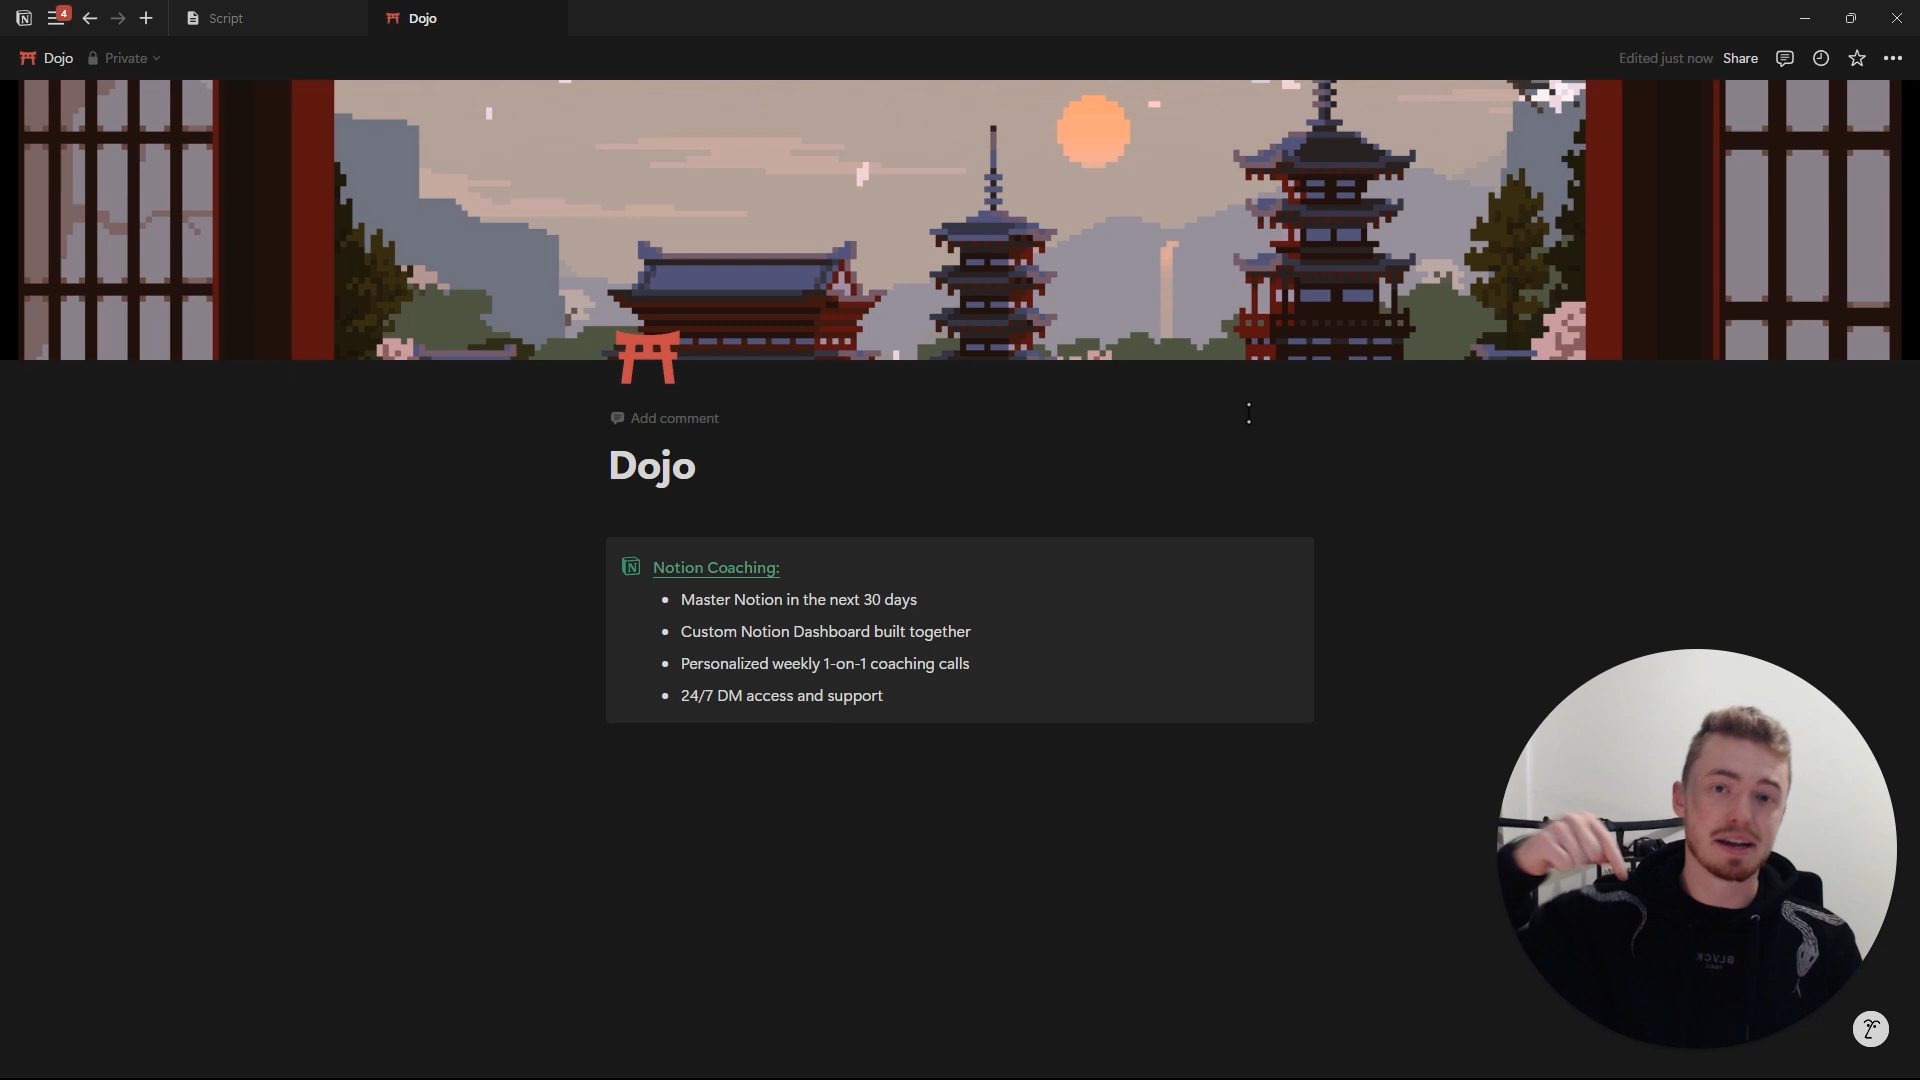 4
Script
Dojo
Dojo
Private
Edited just now
Share
Add comment
Dojo
Notion Coaching:
• Master Notion in the next 30 days
• Custom Notion Dashboard built together
• Personalized weekly 1-on-1 coaching calls
• 24/7 DM access and support
BLVCK